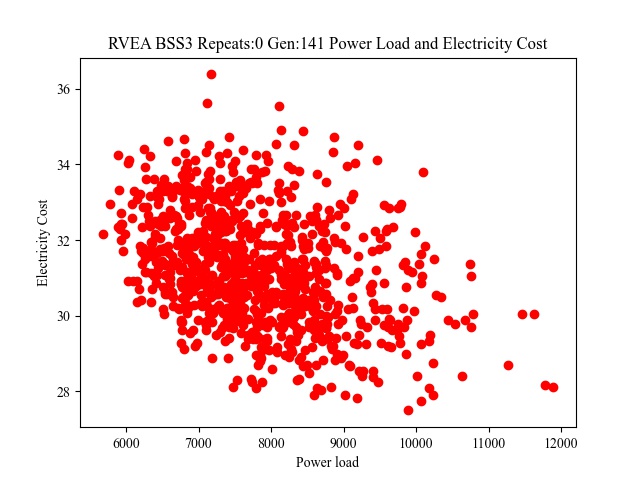 RVEA BSS3 Repeats:0 Gen:141 Power Load and Electricity Cost
36
34
32
30
28
Electricity Cost
6000 7000 8000 9000 10000 11000 12000
Power load